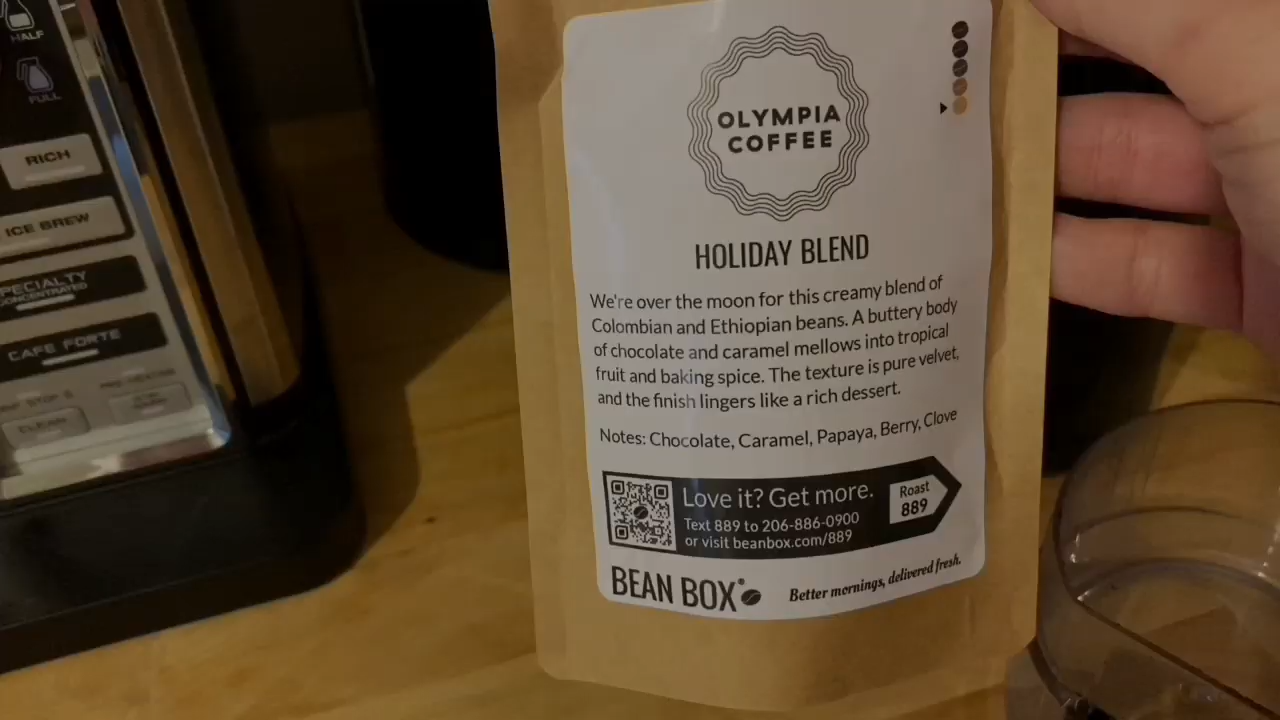 HALF
FULL
RICH
ICE BREW
PECIALTY
CONCENTRATED
CAFE FORTE
CLEAN
OLYMPIA
COFFEE
HOLIDAY BLEND
We're over the moon for this creamy blend of
Colombian and Ethiopian beans. A buttery body
of chocolate and caramel mellows into tropical
fruit and baking spice. The texture is pure velvet,
and the finish lingers like a rich dessert.
Notes: Chocolate, Caramel, Papaya, Berry, Clove
Love it? Get more.
Text 889 to 206-886-0900
or visit beanbox.com/889
Roast
889
BEAN BOX®
Better mornings, delivered fresh.